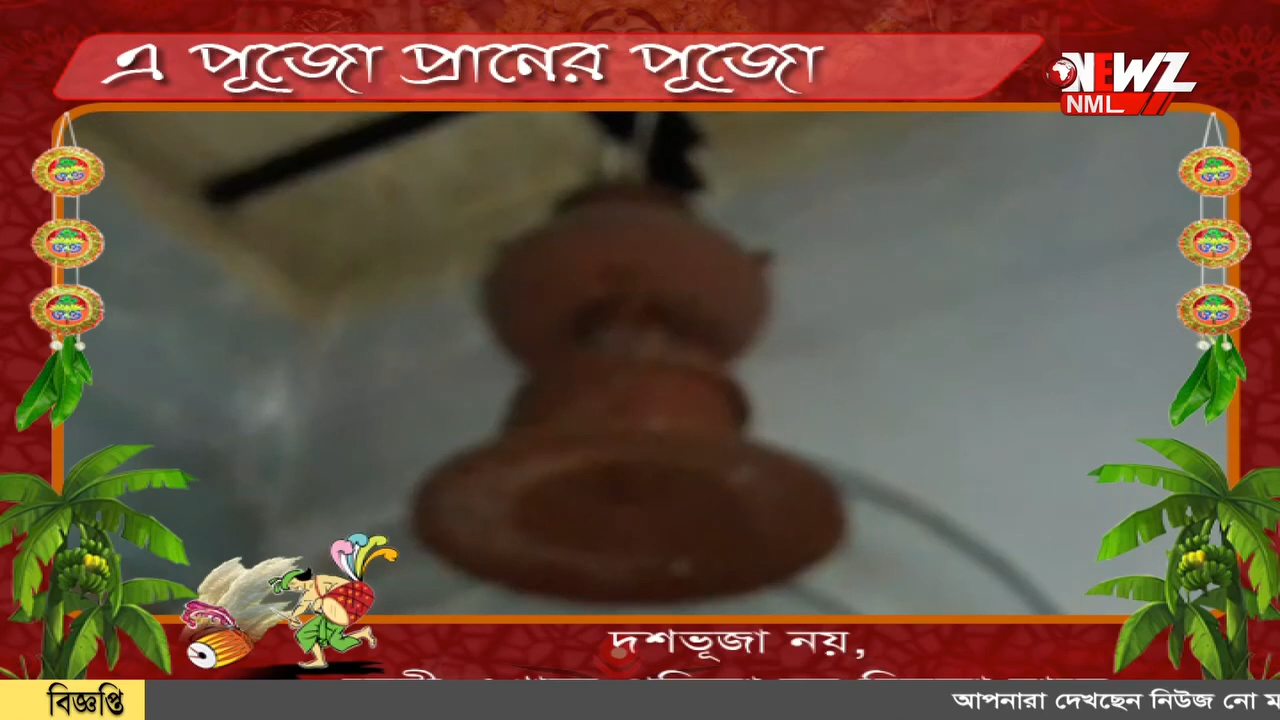 এ পূজো প্রানের পূজো
NEWZ
NML
দশভূজা নয়,
বিজ্ঞপ্তি
আপনারা দেখছেন নিউজ নো